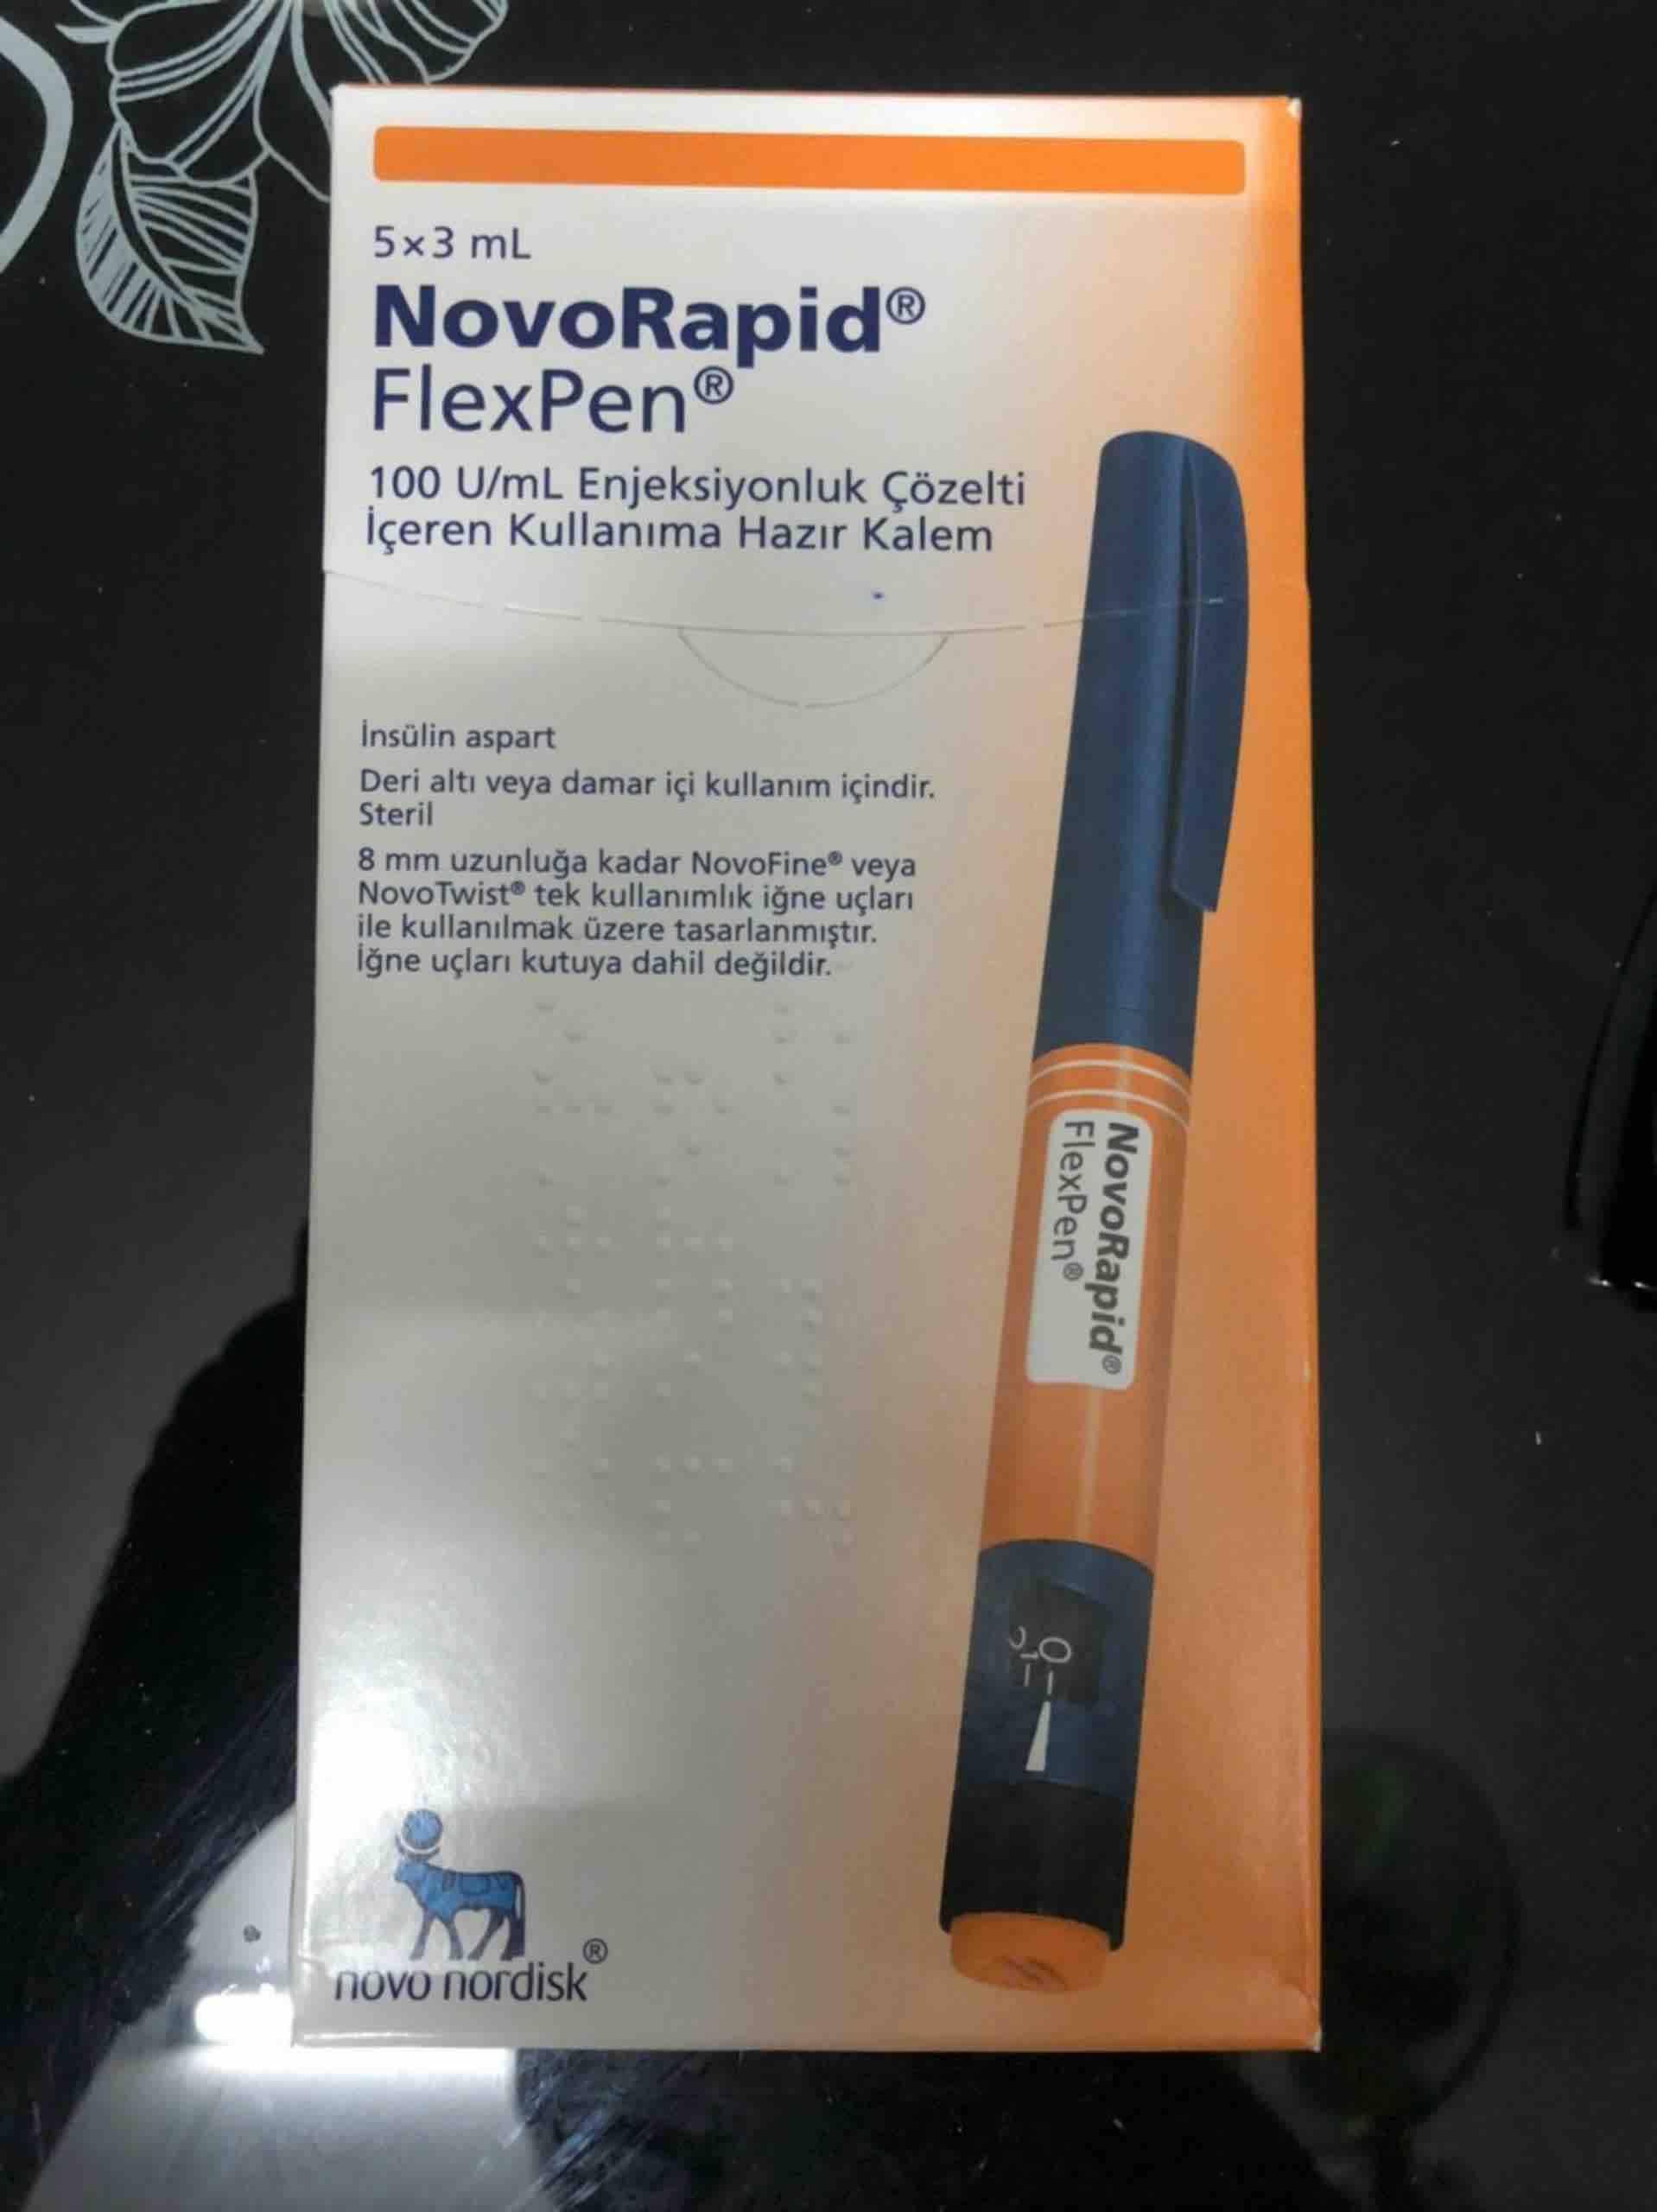 5x3 mL
NovoRapid®
FlexPen®
100 U/mL Enjeksiyonluk Çözelti
İçeren Kullanıma Hazır Kalem
İnsülin aspart
Deri altı veya damar içi kullanım içindir.
Steril
8 mm uzunluğa kadar NovoFine® veya
NovoTwist® tek kullanımlık iğne uçları
ile kullanılmak üzere tasarlanmıştır.
İğne uçları kutuya dahil değildir.
NovoRapid®
FlexPen®
0
novo nordisk®